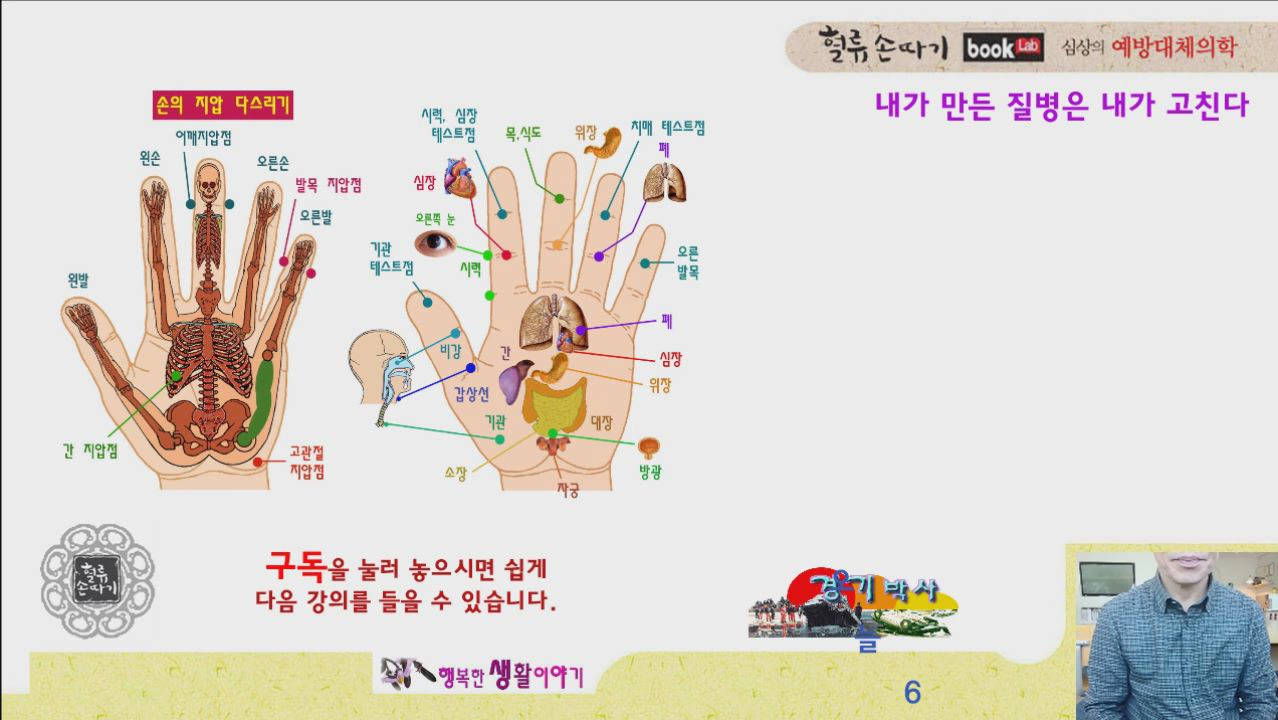 혈류 손따기 book Lab 심상의 예방대체의학
내가 만든 질병은 내가 고친다
손의 지압 다스리기
어깨지압점
왼손
오른손
발목 지압점
오른발
왼발
간 지압점
고관절
지압점
시력, 심장
테스트점
목,식도
위장
치매 테스트점
폐
심장
오른쪽 눈
시력
기관
테스트점
오른
발목
비강
갑상선
간
폐
심장
위장
기관
대장
소장
자궁
방광
혈류
손따기
구독을 눌러 놓으시면 쉽게
다음 강의를 들을 수 있습니다.
박사
행복한 생활이야기
6